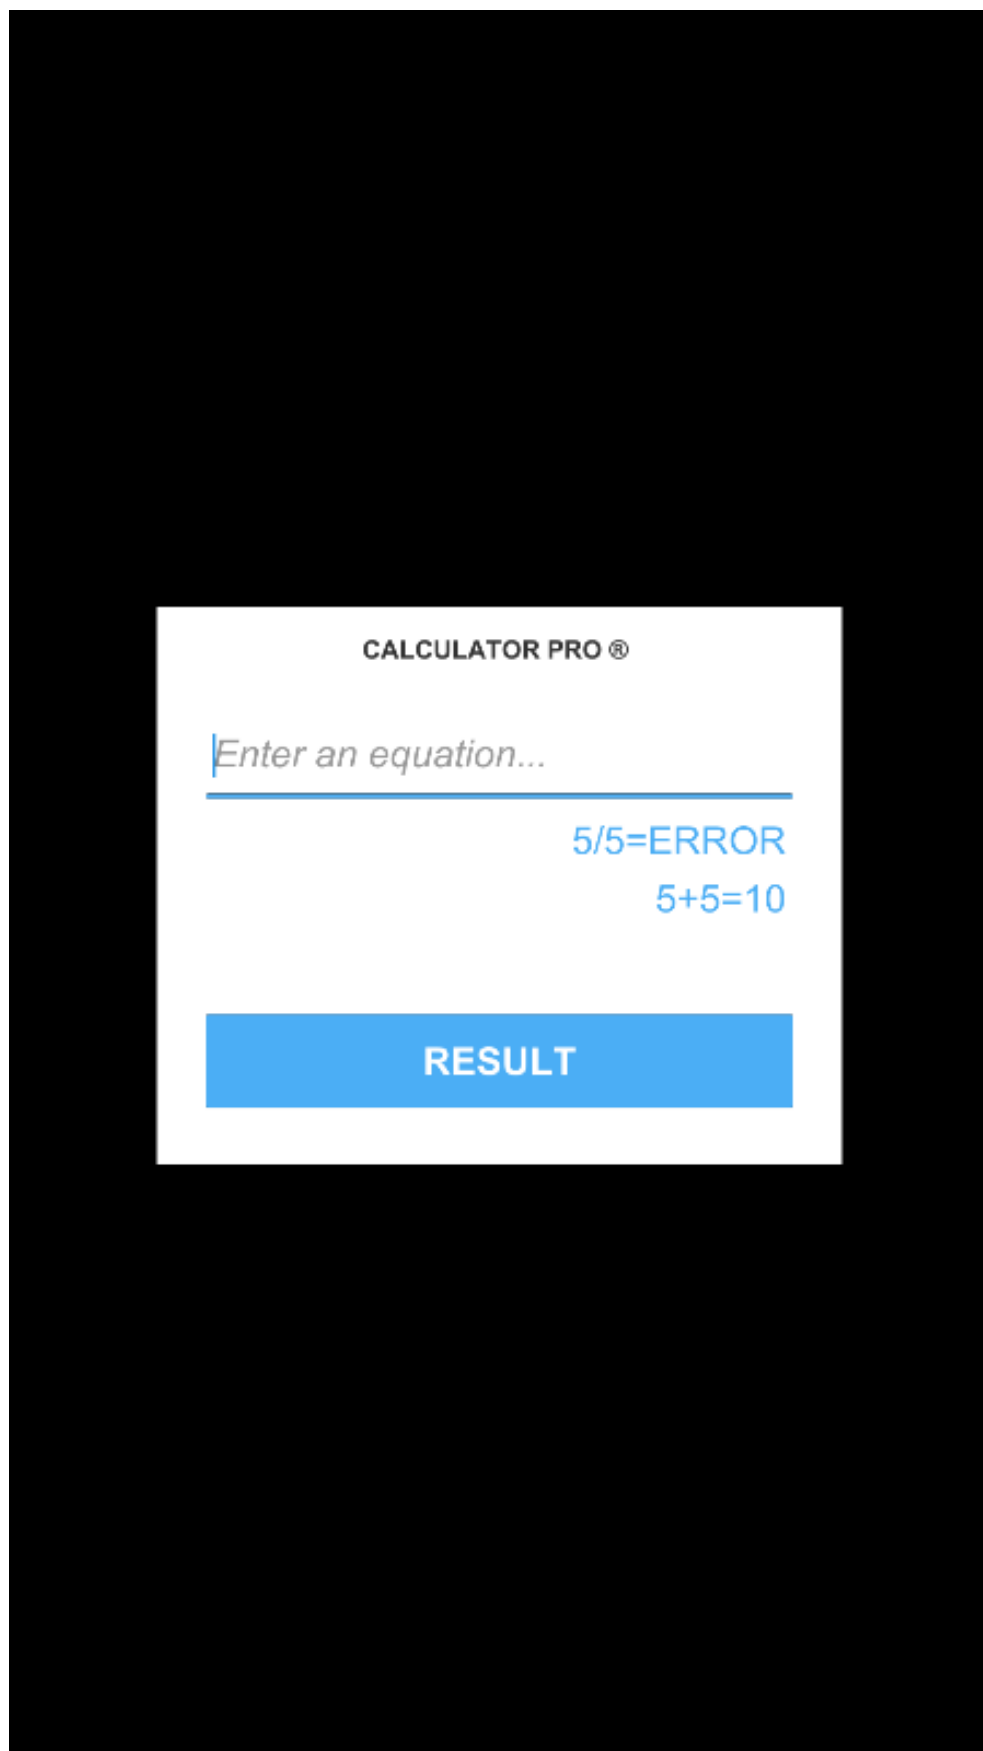 CALCULATOR PRO ®
Enter an equation...
5/5=ERROR
5+5=10
RESULT